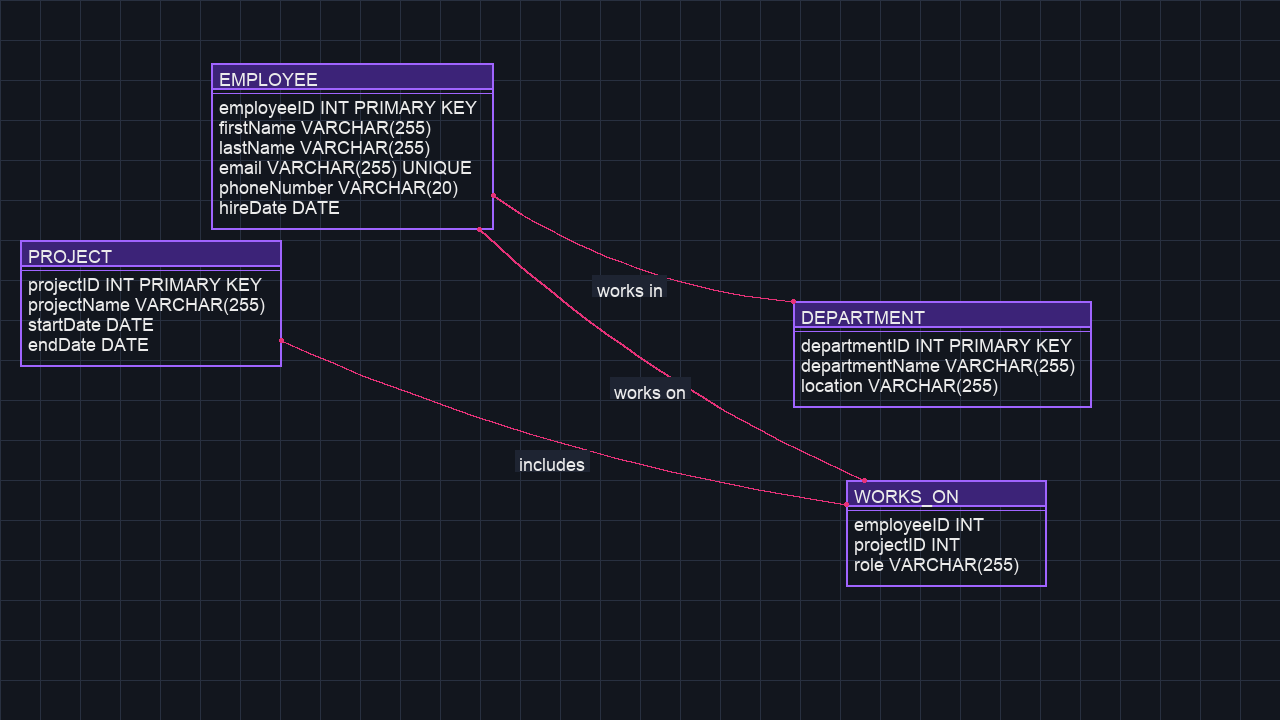 EMPLOYEE
employeeID INT PRIMARY KEY
firstName VARCHAR(255)
lastName VARCHAR(255)
email VARCHAR(255) UNIQUE
phoneNumber VARCHAR(20)
hireDate DATE
PROJECT
projectID INT PRIMARY KEY
projectName VARCHAR(255)
startDate DATE
endDate DATE
works in
DEPARTMENT
departmentID INT PRIMARY KEY
departmentName VARCHAR(255)
location VARCHAR(255)
works on
includes
WORKS_ON
employeeID INT
projectID INT
role VARCHAR(255)